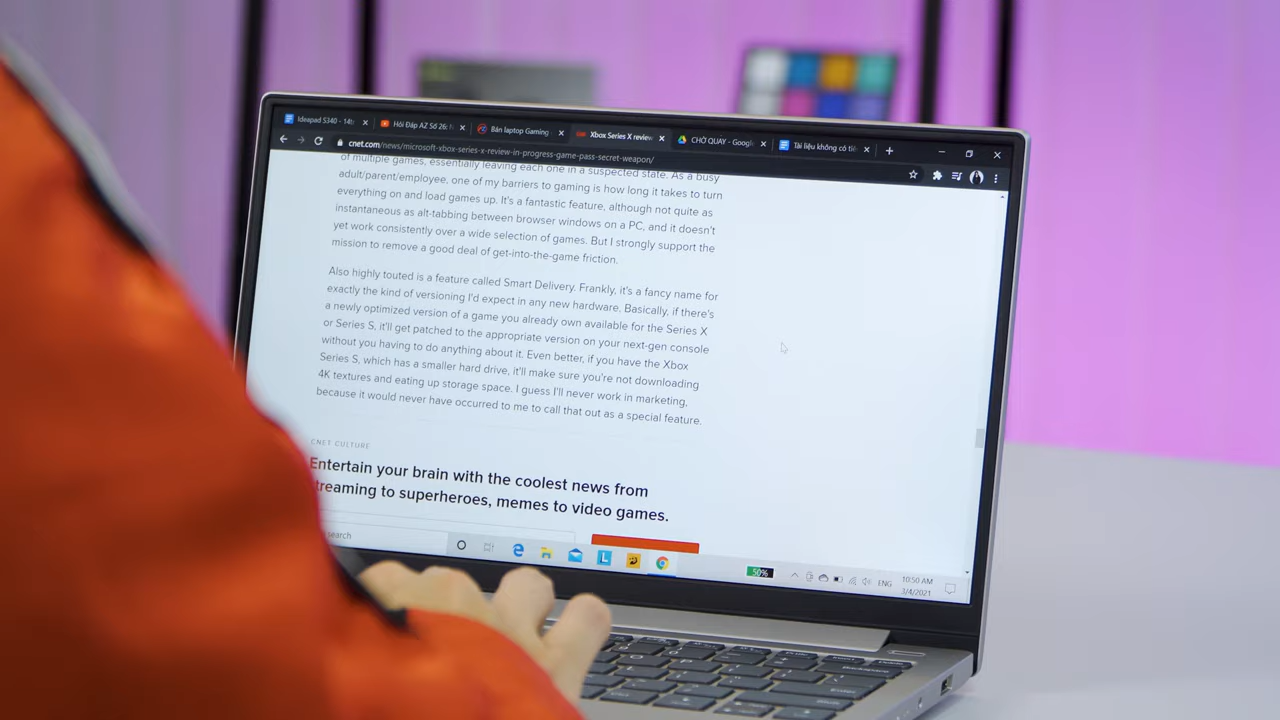 Ideapad S340 - 14
Hỏi Đáp AZ Số 26:
Bán laptop Gaming
Xbox Series X review
CHỜ QUAY - Google
Tài liệu không có tiê
cnet.com/news/microsoft-xbox-series-x-review-in-progress-game-pass-secret-weapon/
of multiple games, essentially leaving each one in a suspected state. As a busy
adult/parent/employee, one of my barriers to gaming is how long it takes to turn
everything on and load games up. It's a fantastic feature, although not quite as
instantaneous as alt-tabbing between browser windows on a PC, and it doesn't
yet work consistently over a wide selection of games. But I strongly support the
mission to remove a good deal of get-into-the-game friction.
Also highly touted is a feature called Smart Delivery. Frankly, it's a fancy name for
exactly the kind of versioning I'd expect in any new hardware. Basically, if there's
a newly optimized version of a game you already own available for the Series X
or Series S, it'll get patched to the appropriate version on your next-gen console
without you having to do anything about it. Even better, if you have the Xbox
Series S, which has a smaller hard drive, it'll make sure you're not downloading
4K textures and eating up storage space. I guess I'll never work in marketing,
because it would never have occurred to me to call that out as a special feature.
CNET CULTURE
Entertain your brain with the coolest news from
streaming to superheroes, memes to video games.
search
50%
ENG
10:50 AM
3/4/2021